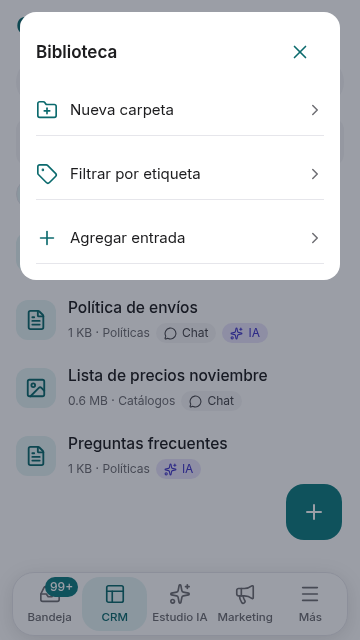 Biblioteca
Nueva carpeta
Filtrar por etiqueta
Agregar entrada
Política de envíos
1 KB · Políticas Chat IA
Lista de precios noviembre
0.6 MB · Catálogos Chat
Preguntas frecuentes
1 KB · Políticas IA
99+
Bandeja CRM Estudio IA Marketing Más